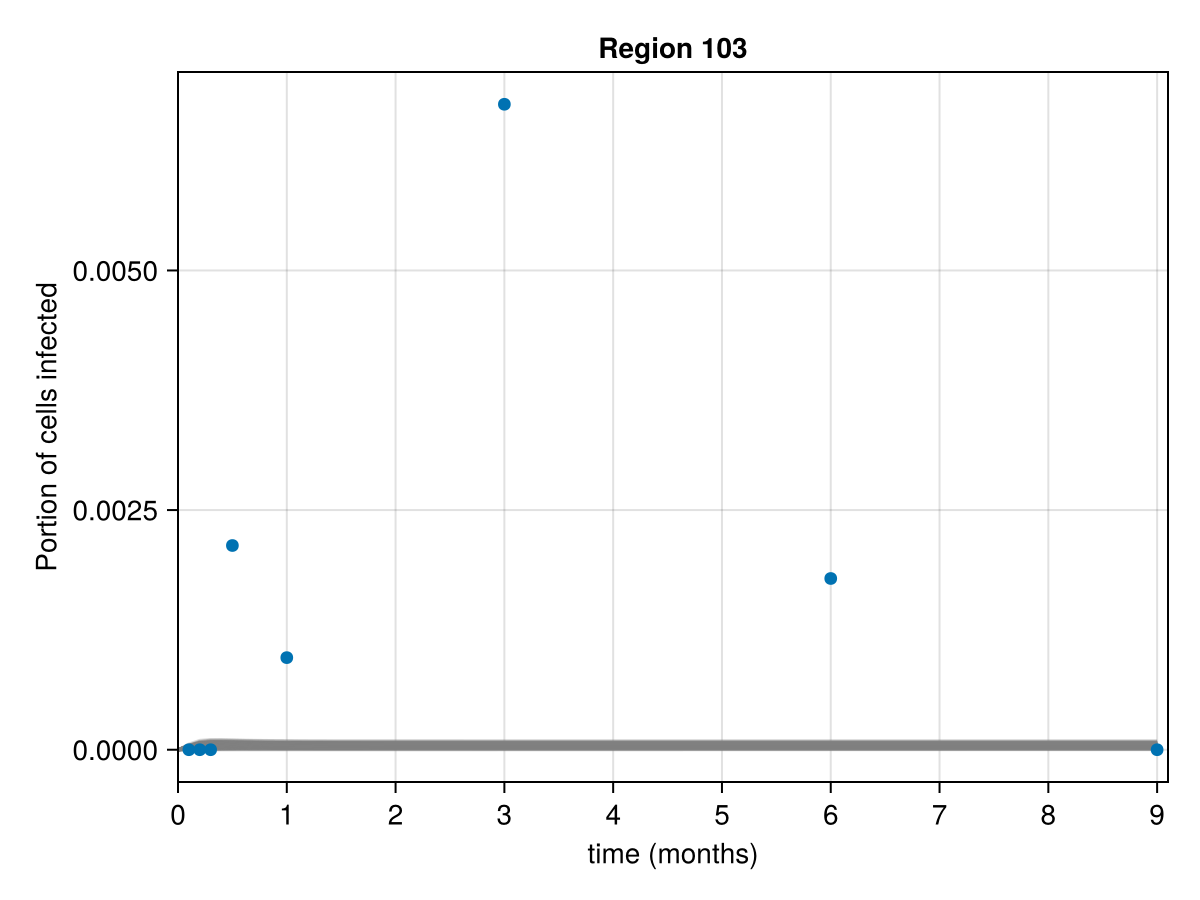 Region 103
Portion of cells infected
0.0050
0.0025
0.0000
0 1 2 3 4 5 6 7 8 9
time (months)